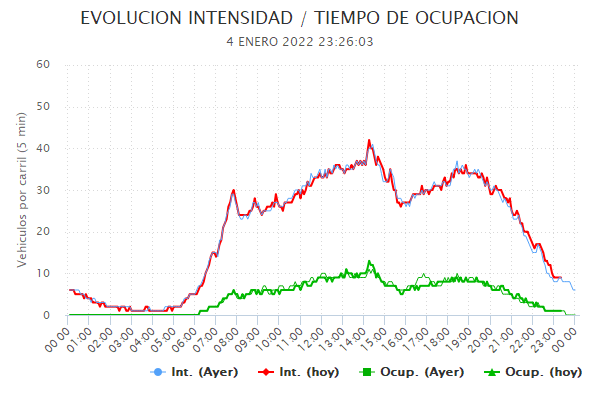 EVOLUCION INTENSIDAD / TIEMPO DE OCUPACION
4 ENERO 2022 23:26:03
Vehiculos por carril (5 min)
60
50
40
30
20
10
0
00:00 01:00 02:00 03:00 04:00 05:00 06:00 07:00 08:00 09:00 10:00 11:00 12:00 13:00 14:00 15:00 16:00 17:00 18:00 19:00 20:00 21:00 22:00 23:00 00:00
Int. (Ayer) Int. (hoy) Ocup. (Ayer) Ocup. (hoy)